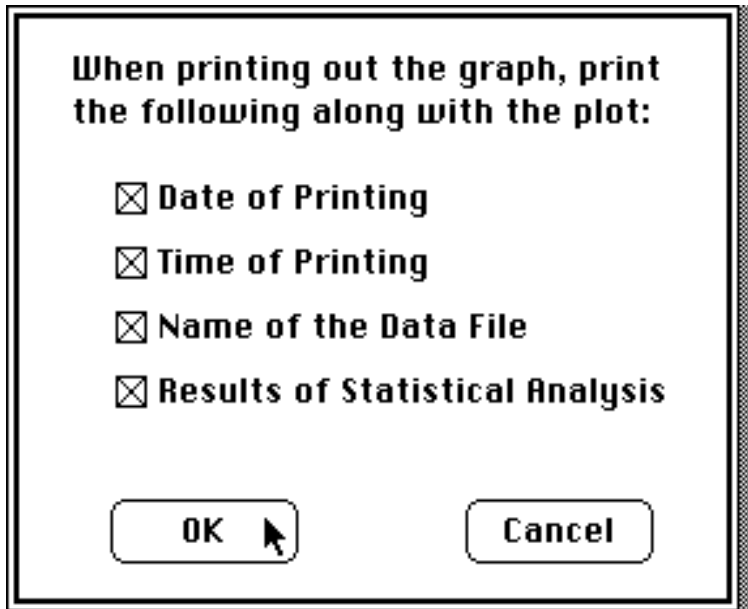 When printing out the graph, print
the following along with the plot:
Date of Printing
Time of Printing
Name of the Data File
Results of Statistical Analysis
OK
Cancel